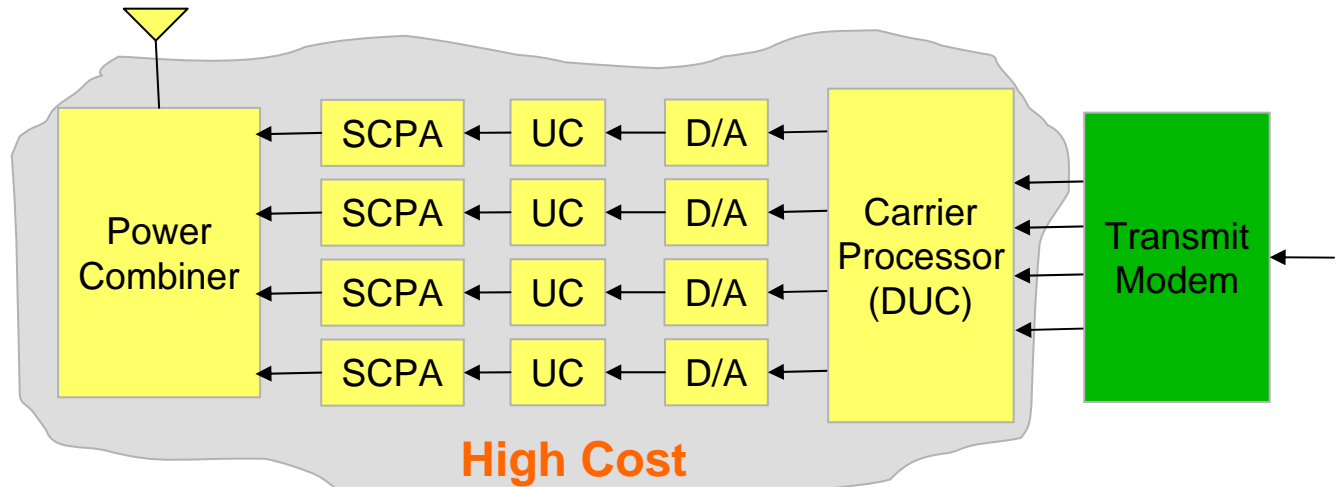 SCPA
UC
D/A
SCPA
UC
D/A
SCPA
UC
D/A
SCPA
UC
D/A
Power
Combiner
Carrier
Processor
(DUC)
Transmit
Modem
High Cost